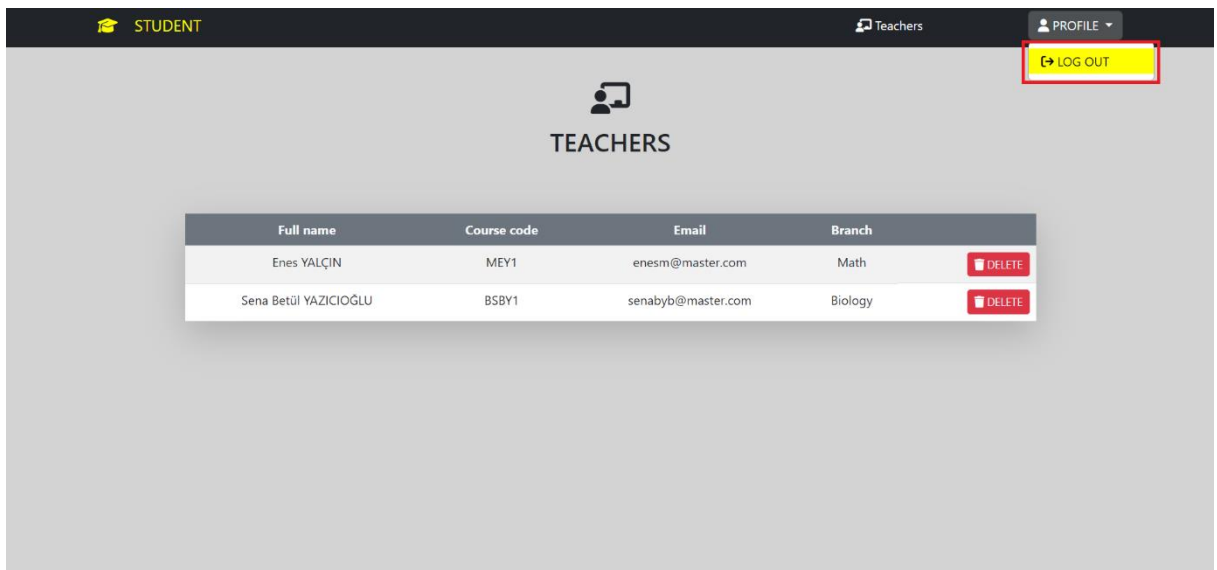 STUDENT Teachers PROFILE
LOG OUT
TEACHERS
Full name Course code Email Branch
Enes YALÇIN MEY1 enesm@master.com Math DELETE
Sena Betül YAZICIOĞLU BSBY1 senabyb@master.com Biology DELETE